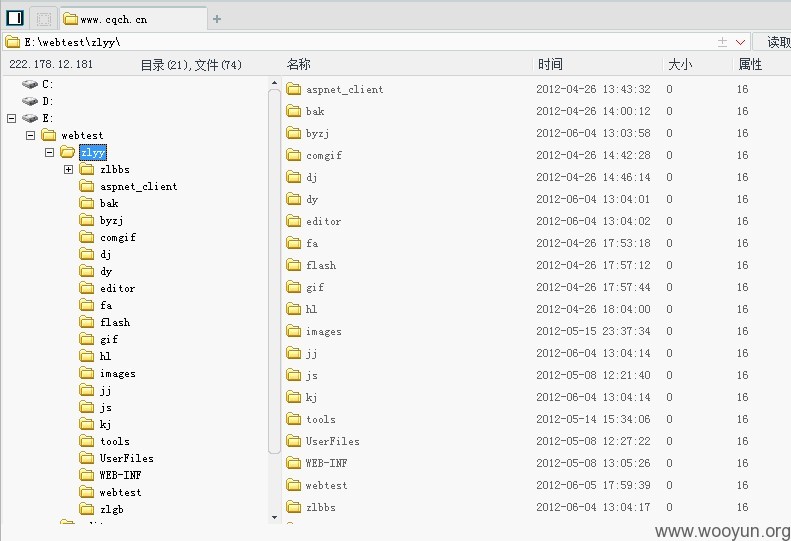 www.cqch.cn
E:\webtest\zlyy\ 读取
222.178.12.181 目录(21),文件(74) 名称 时间 大小 属性
C:
D:
E:
webtest
zlyy
zlbbs
aspnet_client
bak
byzj
comgif
dj
dy
editor
fa
flash
gif
hl
images
jj
js
kj
tools
UserFiles
WEB-INF
webtest
zlgb
aspnet_client 2012-04-26 13:43:32 0 16
bak 2012-04-26 14:00:12 0 16
byzj 2012-06-04 13:03:58 0 16
comgif 2012-04-26 14:42:28 0 16
dj 2012-04-26 14:46:14 0 16
dy 2012-06-04 13:04:01 0 16
editor 2012-06-04 13:04:02 0 16
fa 2012-04-26 17:53:18 0 16
flash 2012-04-26 17:57:12 0 16
gif 2012-04-26 17:57:44 0 16
hl 2012-04-26 18:04:00 0 16
images 2012-05-15 23:37:34 0 16
jj 2012-06-04 13:04:14 0 16
js 2012-05-08 12:21:40 0 16
kj 2012-06-04 13:04:14 0 16
tools 2012-05-14 15:34:06 0 16
UserFiles 2012-05-08 12:27:22 0 16
WEB-INF 2012-05-08 13:05:26 0 16
webtest 2012-06-05 17:59:39 0 16
zlbbs 2012-06-04 13:04:17 0 16
www.wooyun.org